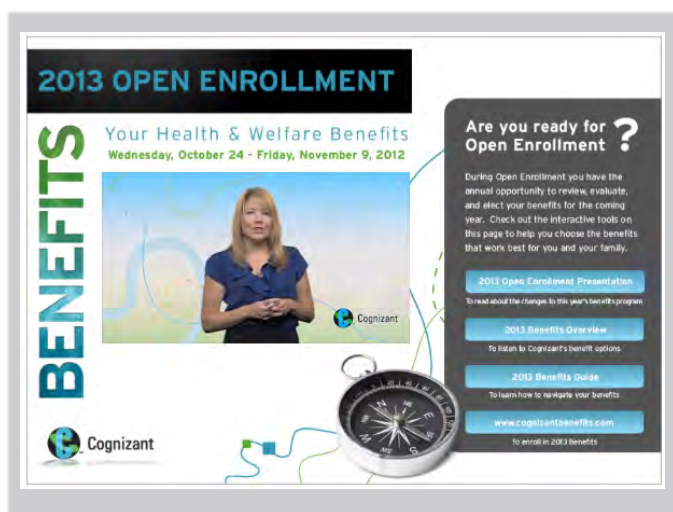 2013 OPEN ENROLLMENT
BENEFITS
Your Health & Welfare Benefits
Wednesday, October 24 - Friday, November 9, 2012
Cognizant
Cognizant
N
NE
E
SE
S
W
Are you ready for
Open Enrollment ?
During Open Enrollment you have the
annual opportunity to review, evaluate,
and elect your benefits for the coming
year. Check out the interactive tools on
this page to help you choose the benefits
that work best for you and your family.
2013 Open Enrollment Presentation
To read about the changes to this year's benefits program
2013 Benefits Overview
To listen to Cognizant's benefit options
2013 Benefits Guide
To learn how to navigate your benefits
www.cognizantbenefits.com
To enroll in 2013 Benefits